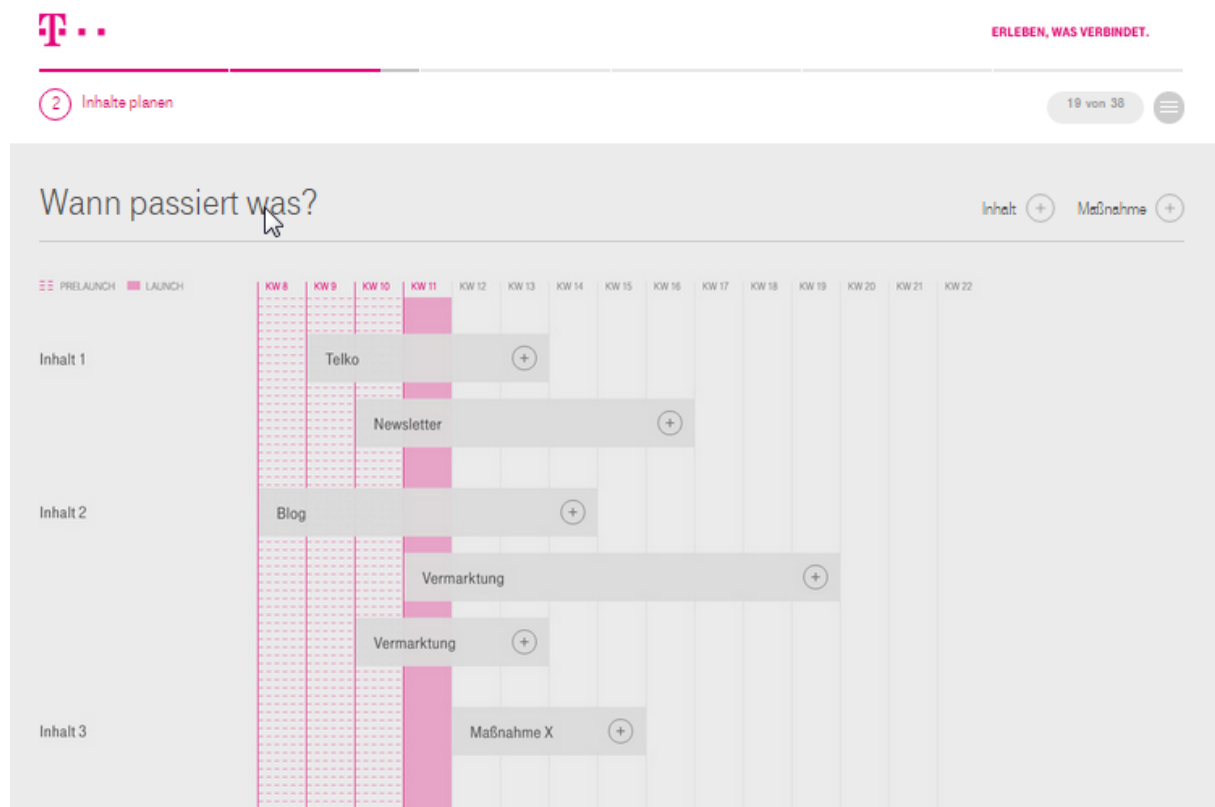 T
ERLEBEN, WAS VERBINDET.
2 Inhalte planen
19 von 38
Wann passiert was?
Inhalt + Maßnahme +
PRELAUNCH LAUNCH KW 8 KW 9 KW 10 KW 11 KW 12 KW 13 KW 14 KW 15 KW 16 KW 17 KW 18 KW 19 KW 20 KW 21 KW 22
Inhalt 1 Telko +
Newsletter +
Inhalt 2 Blog +
Vermarktung +
Vermarktung +
Inhalt 3 Maßnahme X +